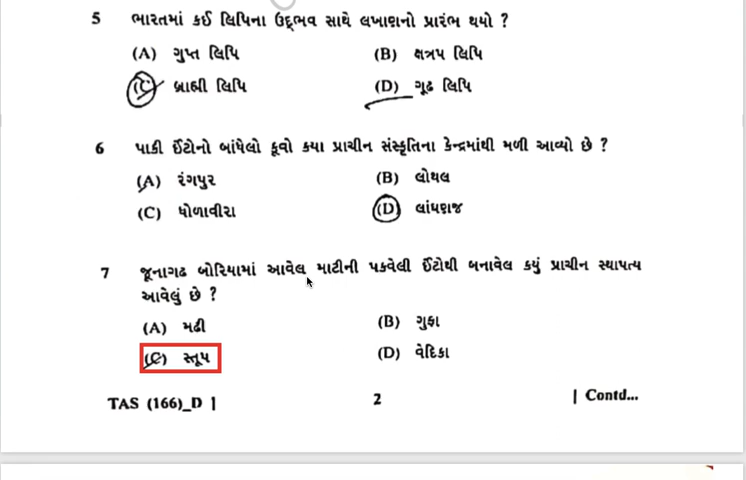 5 ભારતમાં કઈ લિપિના ઉદ્ભવ સાથે લખાણનો પ્રારંભ થયો ?
(A) ગુપ્ત લિપિ (B) ક્ષત્રપ લિપિ
(C) બ્રાહ્મી લિપિ (D) ગૂઢ લિપિ
6 પાકી ઈંટોનો બાંધેલો કૂવો ક્યા પ્રાચીન સંસ્કૃતિના કેન્દ્રમાંથી મળી આવ્યો છે ?
(A) રંગપુર (B) લોથલ
(C) ધોળાવીરા (D) લાંઘણજ
7 જૂનાગઢ બોરિયામાં આવેલ માટીની પકવેલી ઈંટોથી બનાવેલ કયું પ્રાચીન સ્થાપત્ય
આવેલું છે ?
(A) મઢી (B) ગુફા
(C) સ્તૂપ (D) વેદિકા
TAS (166)_D ] 2 [ Contd...